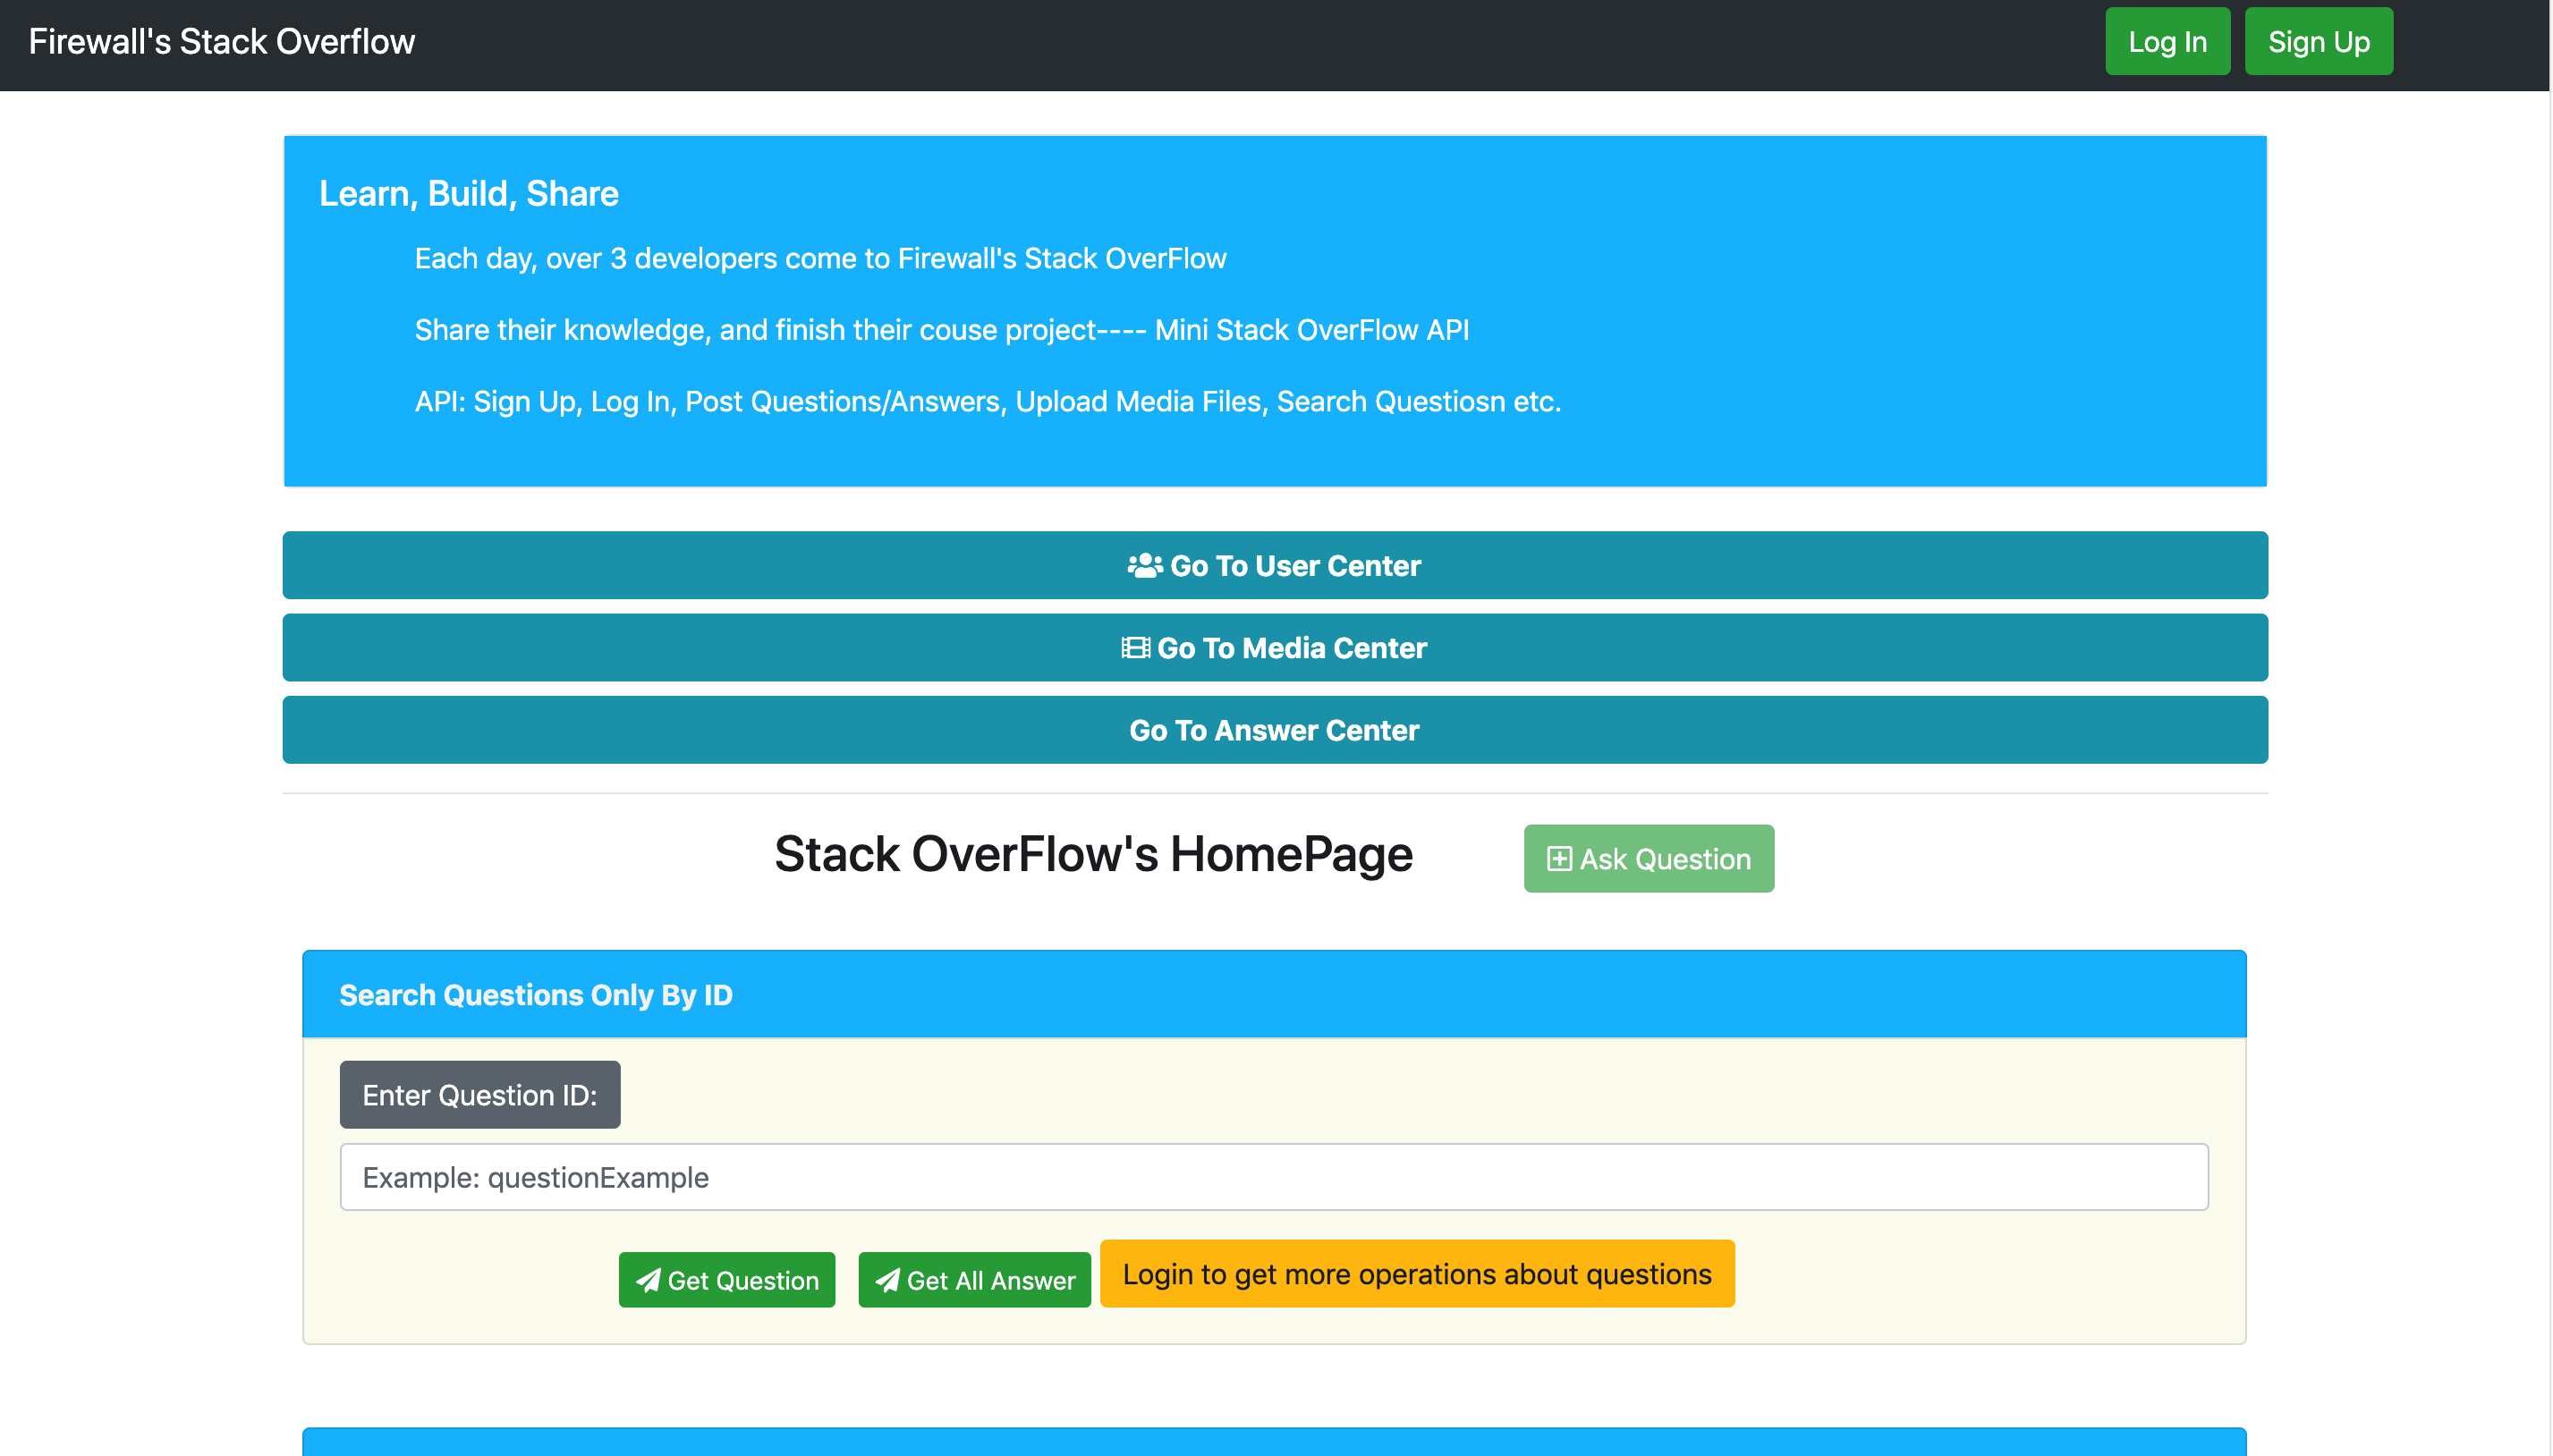 Firewall's Stack Overflow
Log In
Sign Up
Learn, Build, Share
Each day, over 3 developers come to Firewall's Stack OverFlow
Share their knowledge, and finish their couse project---- Mini Stack OverFlow API
API: Sign Up, Log In, Post Questions/Answers, Upload Media Files, Search Questiosn etc.
Go To User Center
Go To Media Center
Go To Answer Center
Stack OverFlow's HomePage
Ask Question
Search Questions Only By ID
Enter Question ID:
Example: questionExample
Get Question
Get All Answer
Login to get more operations about questions